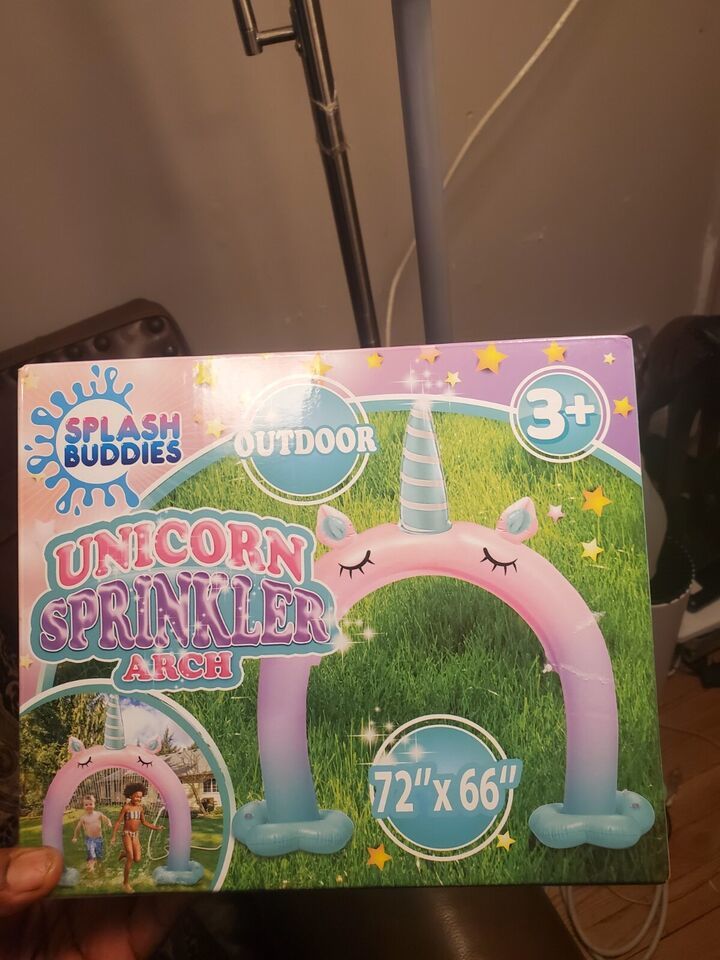 SPLASH
BUDDIES
OUTDOOR
3+
UNICORN
SPRINKLER
ARCH
72"x 66"